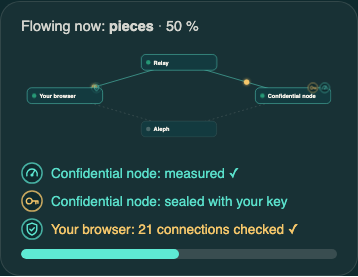 Flowing now: pieces · 50 %
Relay
Your browser
Confidential node
Aleph
Confidential node: measured ✓
Confidential node: sealed with your key
Your browser: 21 connections checked ✓